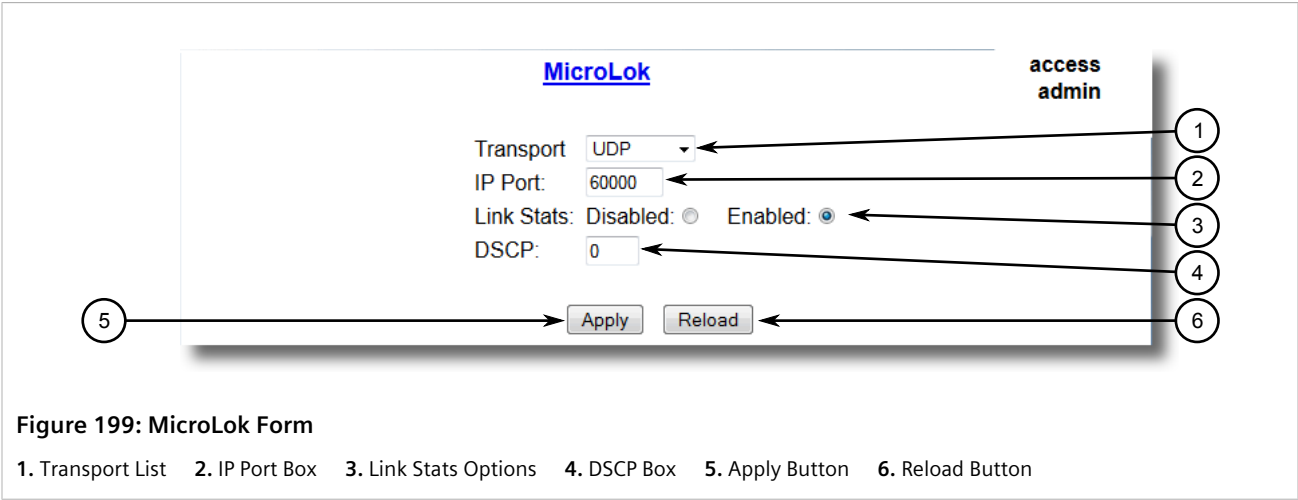 MicroLok
access
admin
Transport UDP
1
IP Port: 60000
2
Link Stats: Disabled: Enabled:
3
DSCP: 0
4
5
Apply Reload
6
Figure 199: MicroLok Form
1. Transport List 2. IP Port Box 3. Link Stats Options 4. DSCP Box 5. Apply Button 6. Reload Button